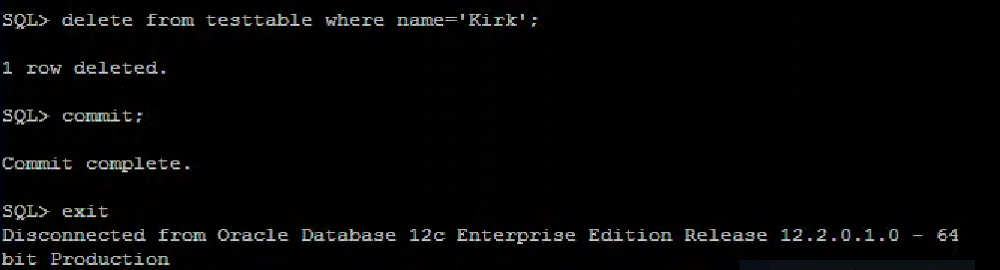 SQL> delete from testtable where name='Kirk';
1 row deleted.
SQL> commit;
Commit complete.
SQL> exit
Disconnected from Oracle Database 12c Enterprise Edition Release 12.2.0.1.0 - 64
bit Production